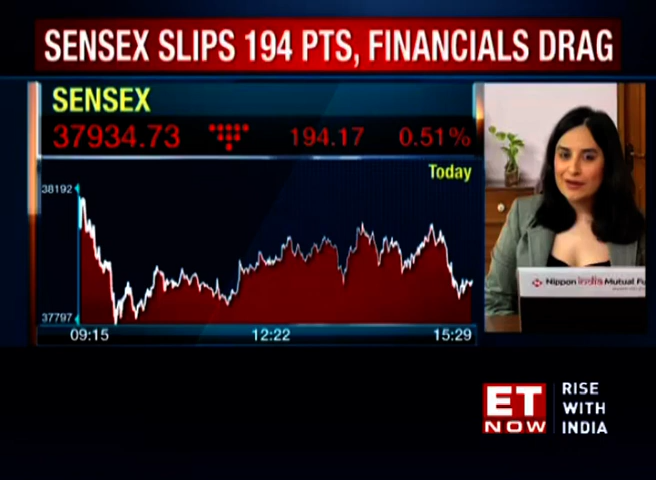 SENSEX SLIPS 194 PTS, FINANCIALS DRAG
SENSEX
37934.73 194.17 0.51%
Today
38192
37797
09:15 12:22 15:29
Nippon india Mutual Fu
ET
NOW
RISE
WITH
INDIA